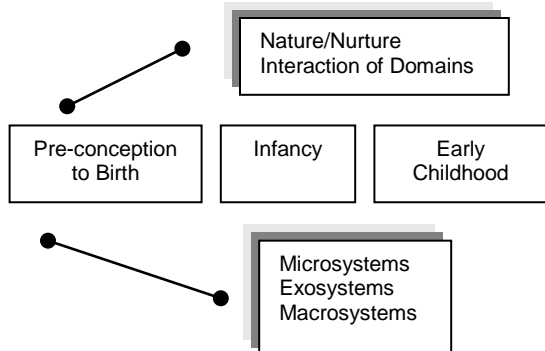 Nature/Nurture
Interaction of Domains
Pre-conception
to Birth
Infancy
Early
Childhood
Microsystems
Exosystems
Macrosystems